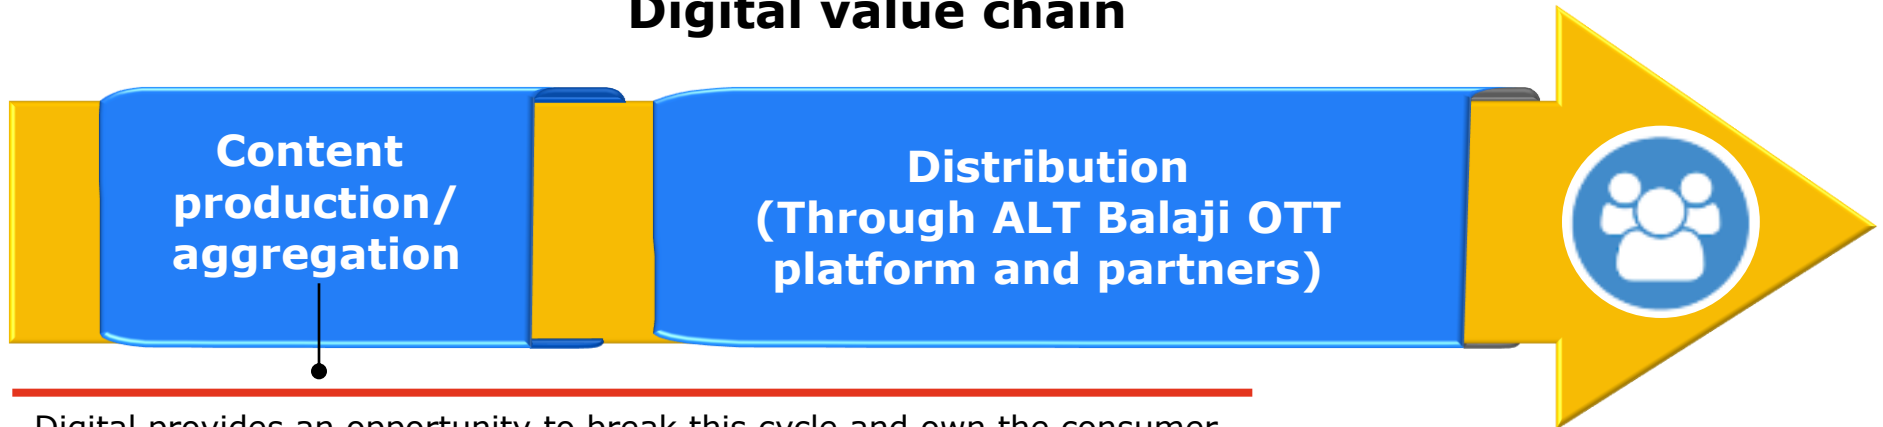 Digital value chain
Content
production/
aggregation
Distribution
(Through ALT Balaji OTT
platform and partners)
Digital provides an opportunity to break this cycle and own the consumer